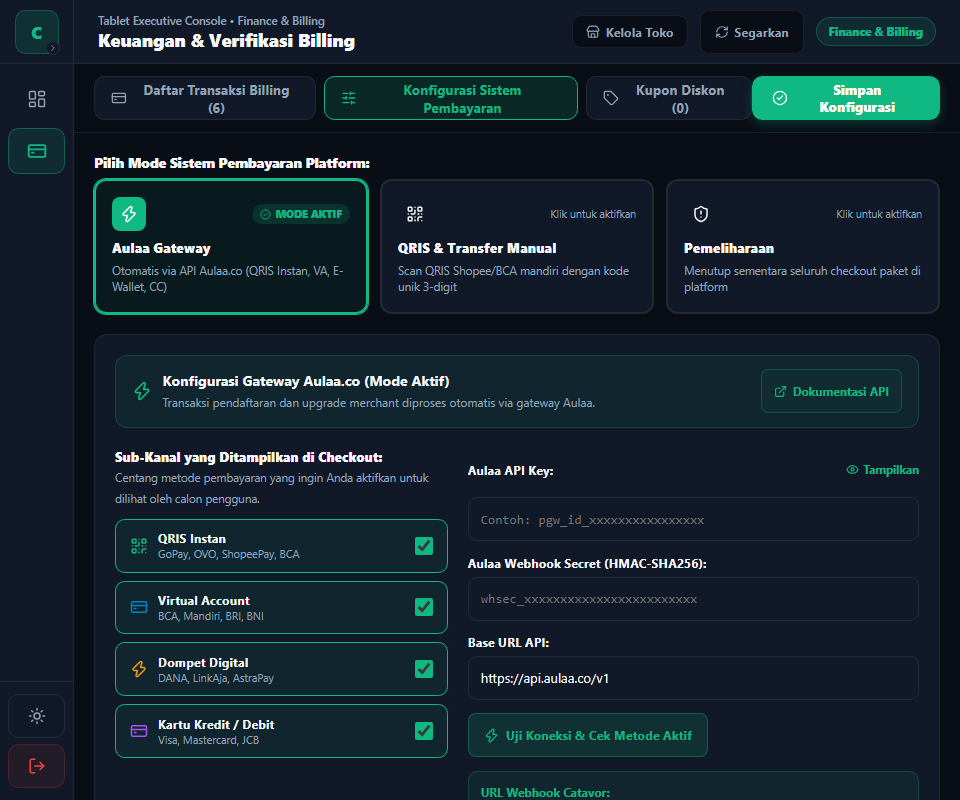 C
Tablet Executive Console • Finance & Billing
Keuangan & Verifikasi Billing
Kelola Toko
Segarkan
Finance & Billing
Daftar Transaksi Billing
(6)
Konfigurasi Sistem
Pembayaran
Kupon Diskon
(0)
Simpan
Konfigurasi
Pilih Mode Sistem Pembayaran Platform:
MODE AKTIF
Aulaa Gateway
Otomatis via API Aulaa.co (QRIS Instan, VA, E-
Wallet, CC)
Klik untuk aktifkan
QRIS & Transfer Manual
Scan QRIS Shopee/BCA mandiri dengan kode
unik 3-digit
Klik untuk aktifkan
Pemeliharaan
Menutup sementara seluruh checkout paket di
platform
Konfigurasi Gateway Aulaa.co (Mode Aktif)
Transaksi pendaftaran dan upgrade merchant diproses otomatis via gateway Aulaa.
Dokumentasi API
Sub-Kanal yang Ditampilkan di Checkout:
Centang metode pembayaran yang ingin Anda aktifkan untuk
dilihat oleh calon pengguna.
QRIS Instan
GoPay, OVO, ShopeePay, BCA
Virtual Account
BCA, Mandiri, BRI, BNI
Dompet Digital
DANA, LinkAja, AstraPay
Kartu Kredit / Debit
Visa, Mastercard, JCB
Aulaa API Key:
Tampilkan
Contoh: pgw_id_xxxxxxxxxxxxxxxx
Aulaa Webhook Secret (HMAC-SHA256):
whsec_xxxxxxxxxxxxxxxxxxxxxxxx
Base URL API:
https://api.aulaa.co/v1
Uji Koneksi & Cek Metode Aktif
URL Webhook Catavor: